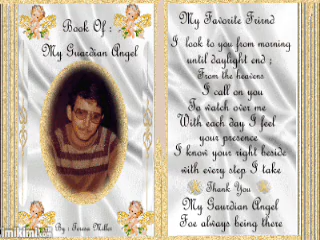 Book Of :
My Guardian Angel
By : Teresa Miller
mikimi
My Favorite Friend
I look to you from morning
until daylight end ;
From the heavens
I call on you
To watch over me
With each day I feel
your presence
I know your right beside
with every step I take
Thank You
My Gaurdian Angel
Foe always being there